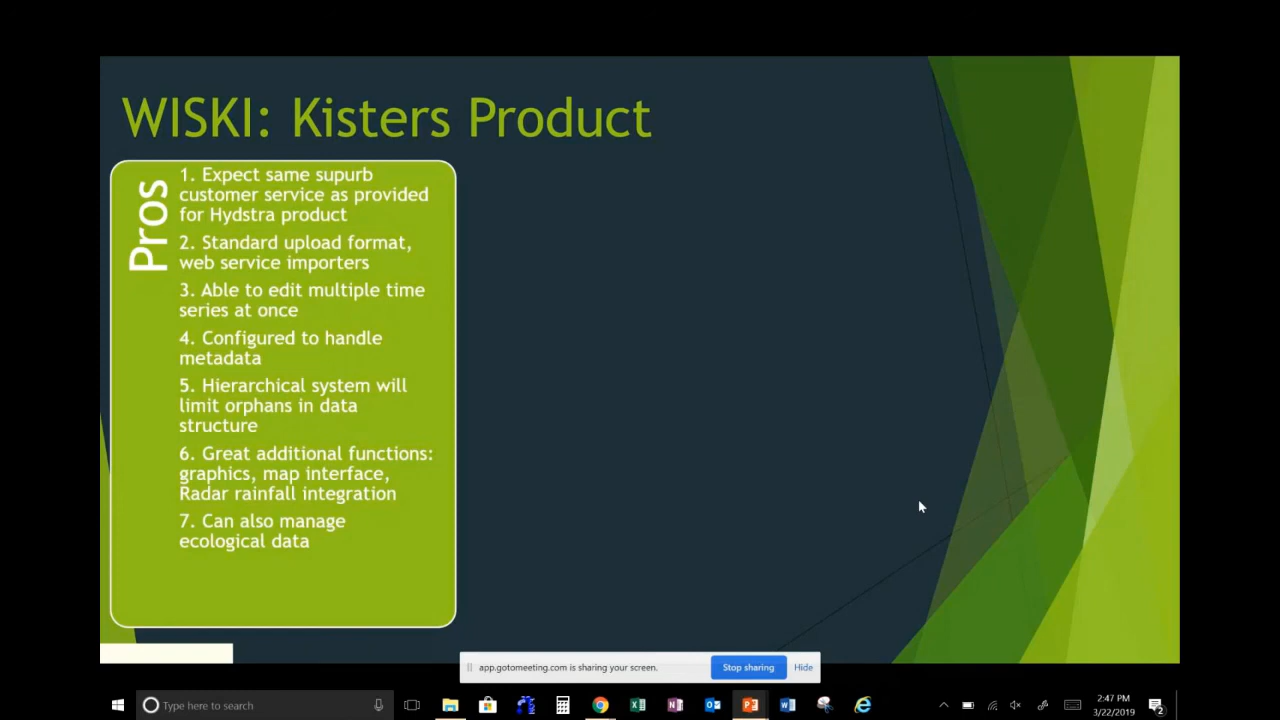 WISKI: Kisters Product
Pros
1. Expect same supurb
customer service as provided
for Hydstra product
2. Standard upload format,
web service importers
3. Able to edit multiple time
series at once
4. Configured to handle
metadata
5. Hierarchical system will
limit orphans in data
structure
6. Great additional functions:
graphics, map interface,
Radar rainfall integration
7. Can also manage
ecological data
app.gotomeeting.com is sharing your screen.
Stop sharing
Hide
Type here to search
2:47 PM
3/22/2019
2